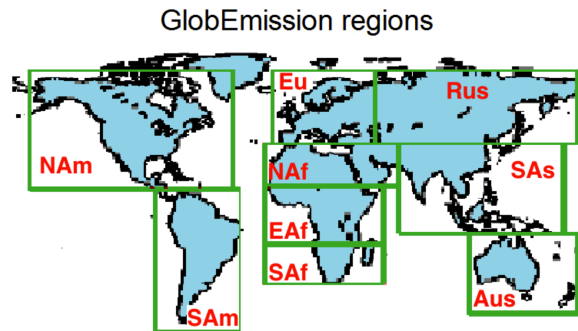 GlobEmission regions
Eu
Rus
NAm
NAf
SAs
EAf
SAf
Aus
SAm